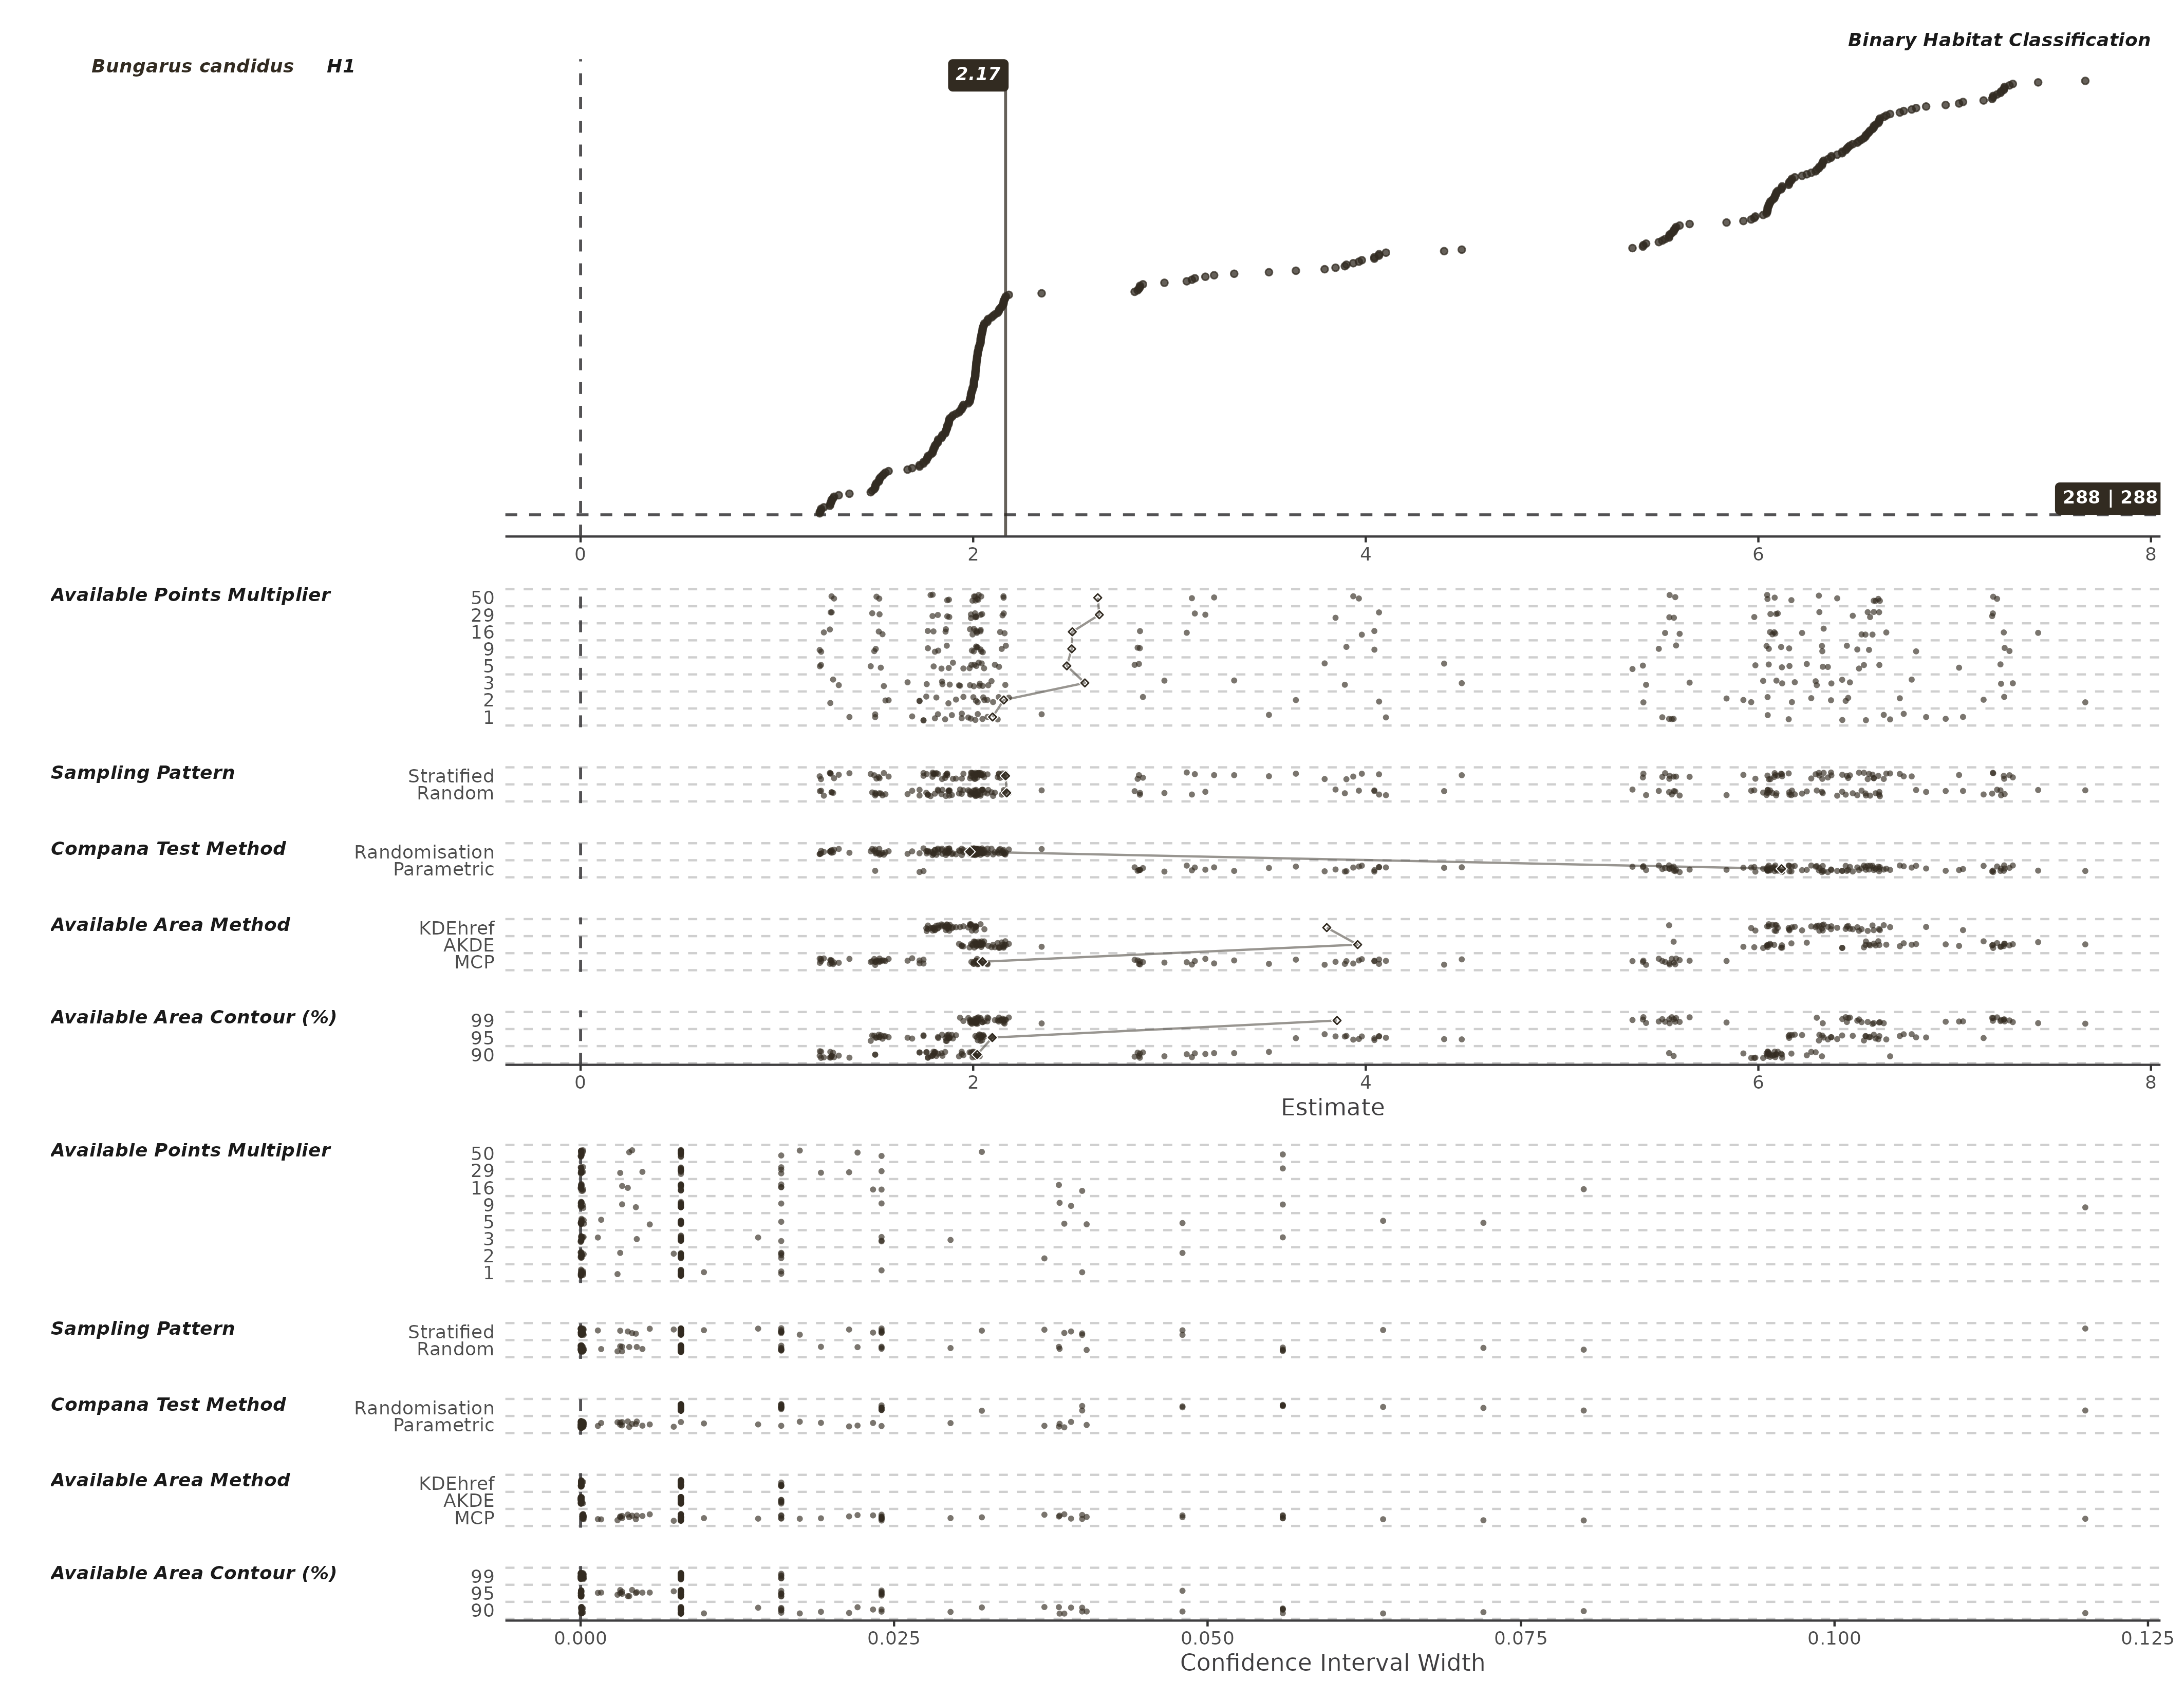 Binary Habitat Classification
Bungarus candidus H1
2.17
288 | 288
0 2 4 6 8
Available Points Multiplier
50
29
16
9
5
3
2
1
Sampling Pattern
Stratified
Random
Compana Test Method
Randomisation
Parametric
Available Area Method
KDEhref
AKDE
MCP
Available Area Contour (%)
99
95
90
0 2 4 6 8
Estimate
Available Points Multiplier
50
29
16
9
5
3
2
1
Sampling Pattern
Stratified
Random
Compana Test Method
Randomisation
Parametric
Available Area Method
KDEhref
AKDE
MCP
Available Area Contour (%)
99
95
90
0.000 0.025 0.050 0.075 0.100 0.125
Confidence Interval Width